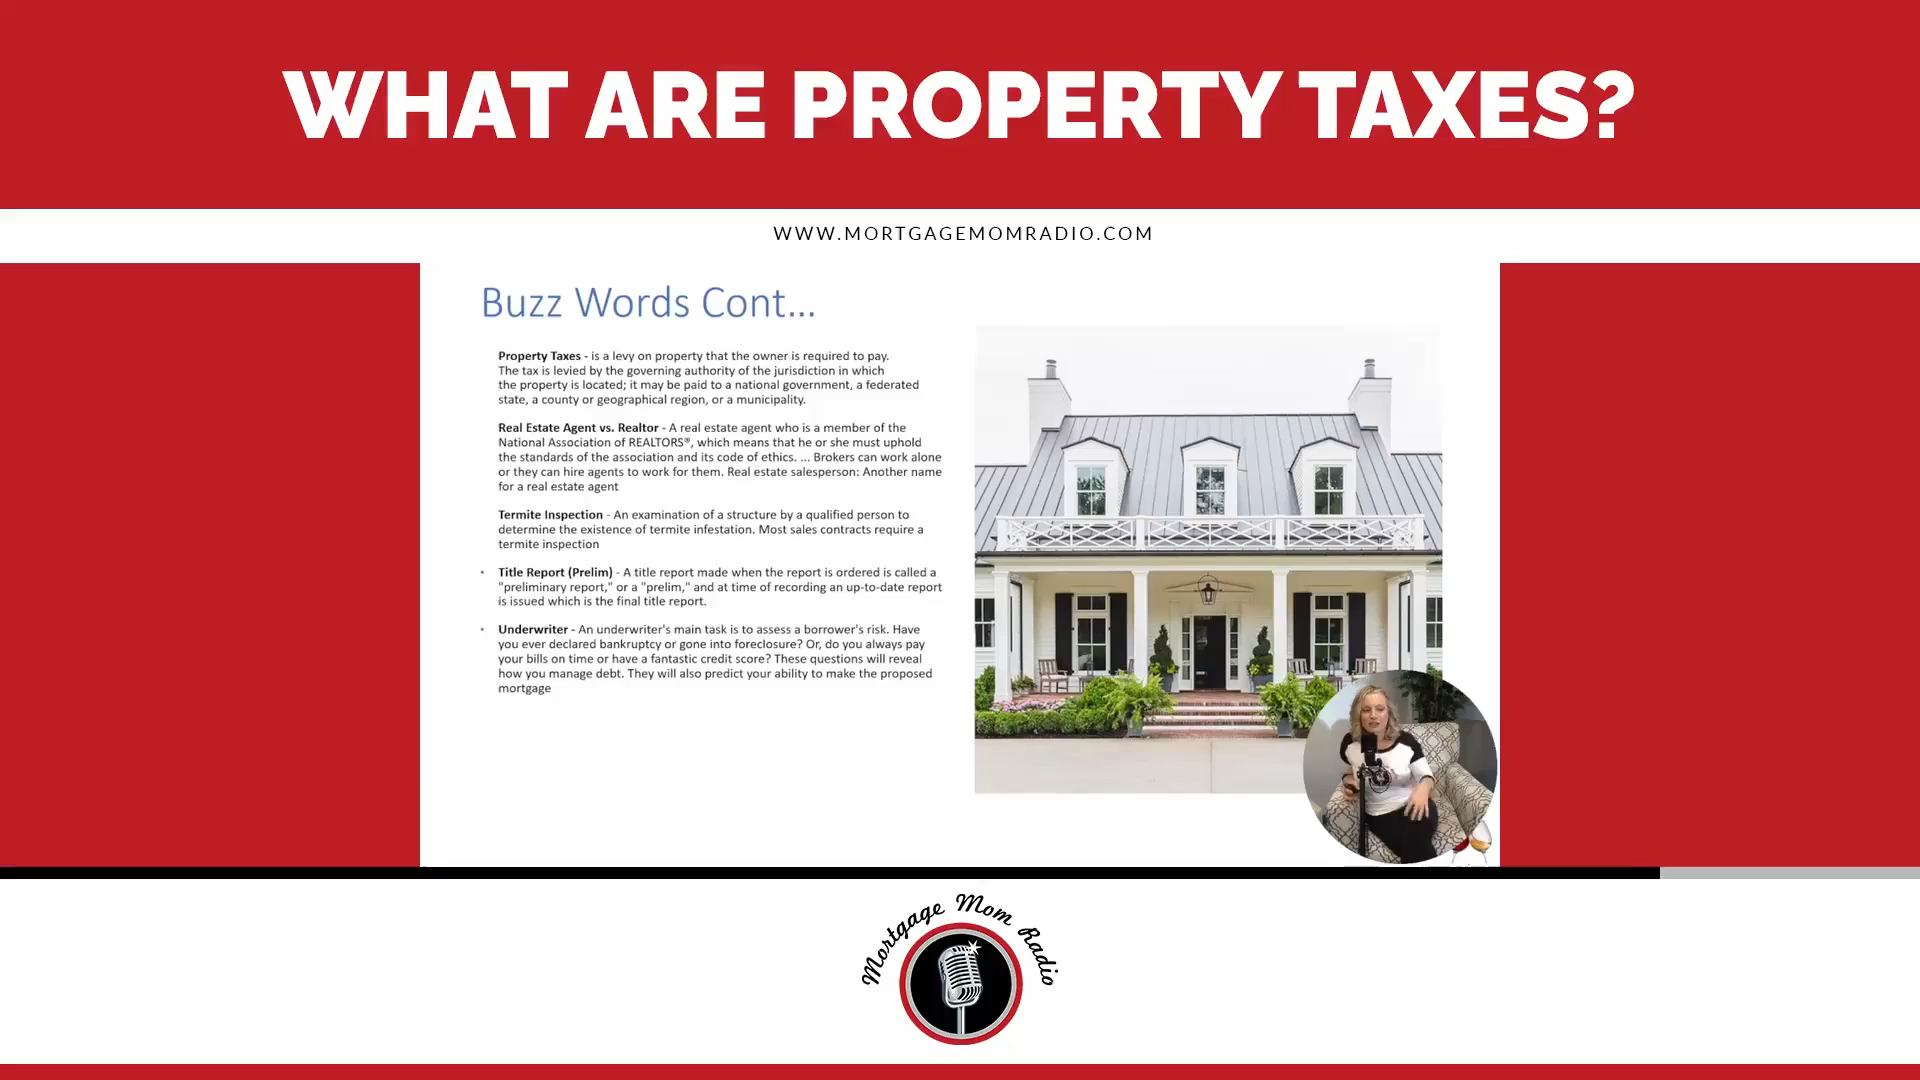 WHAT ARE PROPERTY TAXES?
WWW.MORTGAGEMOMRADIO.COM
Buzz Words Cont...
Property Taxes - is a levy on property that the owner is required to pay.
The tax is levied by the governing authority of the jurisdiction in which
the property is located; it may be paid to a national government, a federated
state, a county or geographical region, or a municipality.
Real Estate Agent vs. Realtor - A real estate agent who is a member of the
National Association of REALTORS®, which means that he or she must uphold
the standards of the association and its code of ethics. ... Brokers can work alone
or they can hire agents to work for them. Real estate salesperson: Another name
for a real estate agent
Termite Inspection - An examination of a structure by a qualified person to
determine the existence of termite infestation. Most sales contracts require a
termite inspection
• Title Report (Prelim) - A title report made when the report is ordered is called a
"preliminary report," or a "prelim," and at time of recording an up-to-date report
is issued which is the final title report.
• Underwriter - An underwriter's main task is to assess a borrower's risk. Have
you ever declared bankruptcy or gone into foreclosure? Or, do you always pay
your bills on time or have a fantastic credit score? These questions will reveal
how you manage debt. They will also predict your ability to make the proposed
mortgage
Mortgage Mom Radio